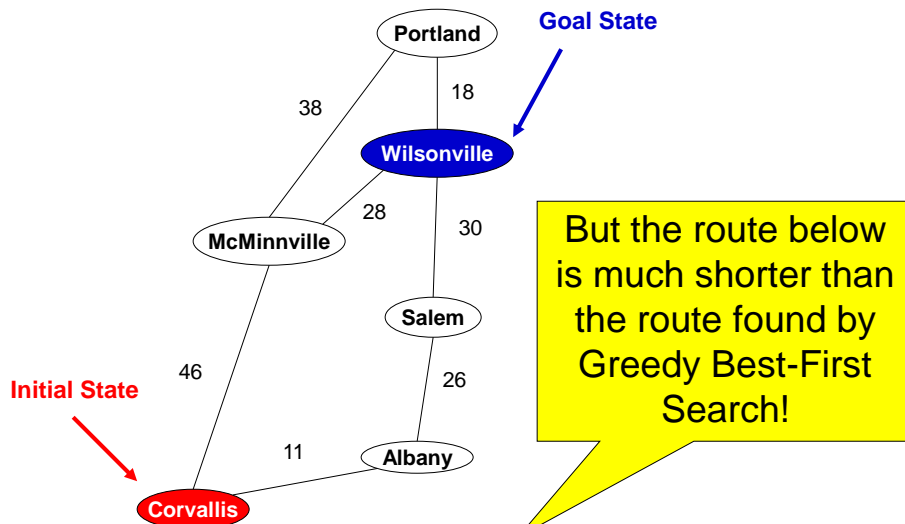 Portland
Goal State
38
18
Wilsonville
28
McMinnville
30
But the route below
is much shorter than
the route found by
Greedy Best-First
Search!
Salem
46
Initial State
26
11
Albany
Corvallis